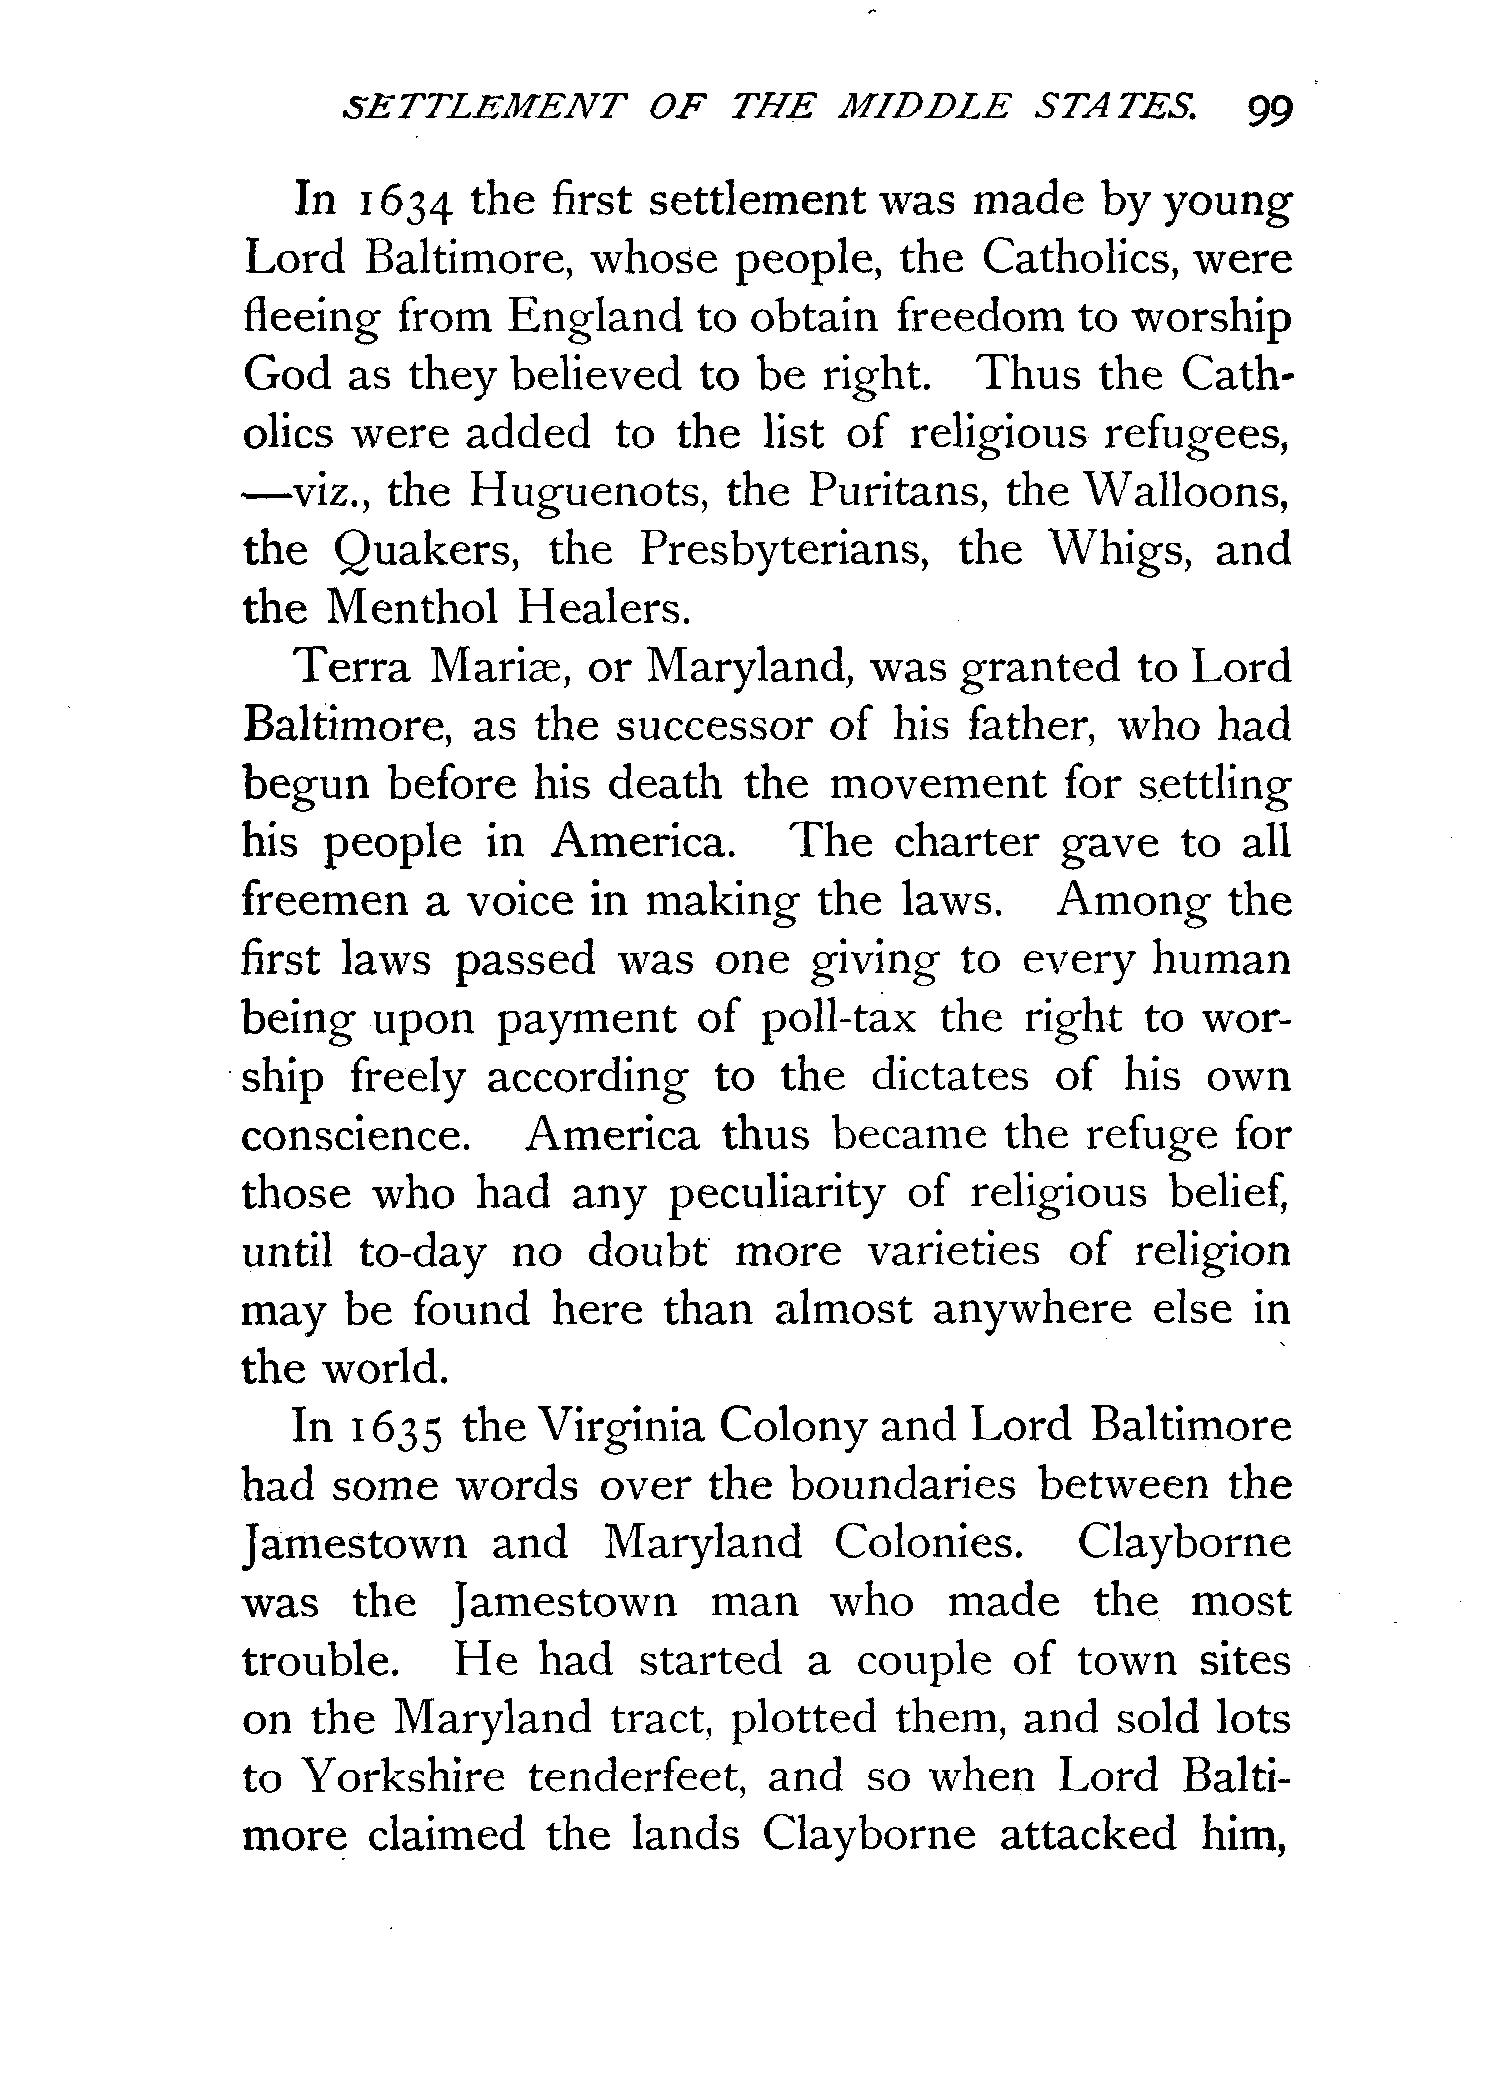 SETTLEMENT OF THE MIDDLE STATES. 99
In 1634 the first settlement was made by young
Lord Baltimore, whose people, the Catholics, were
fleeing from England to obtain freedom to worship
God as they believed to be right. Thus the Cath-
olics were added to the list of religious refugees,
—viz., the Huguenots, the Puritans, the Walloons,
the Quakers, the Presbyterians, the Whigs, and
the Menthol Healers.
Terra Mariæ, or Maryland, was granted to Lord
Baltimore, as the successor of his father, who had
begun before his death the movement for settling
his people in America. The charter gave to all
freemen a voice in making the laws. Among the
first laws passed was one giving to every human
being upon payment of poll-tax the right to wor-
ship freely according to the dictates of his own
conscience. America thus became the refuge for
those who had any peculiarity of religious belief,
until to-day no doubt more varieties of religion
may be found here than almost anywhere else in
the world.
In 1635 the Virginia Colony and Lord Baltimore
had some words over the boundaries between the
Jamestown and Maryland Colonies. Clayborne
was the Jamestown man who made the most
trouble. He had started a couple of town sites
on the Maryland tract, plotted them, and sold lots
to Yorkshire tenderfeet, and so when Lord Balti-
more claimed the lands Clayborne attacked him,